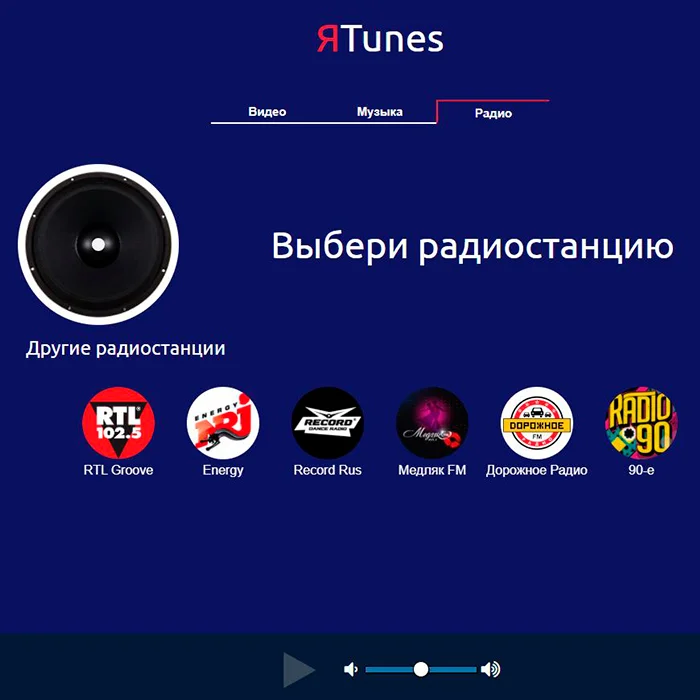 ЯTunes
Видео
Музыка
Радио
Выбери радиостанцию
Другие радиостанции
RTL
102.5
ENERGY
NRJ
RECORD
DANCE RADIO
Медляк
ДОРОЖНОЕ
FM
RADIO
90
RTL Groove
Energy
Record Rus
Медляк FM
Дорожное Радио
90-е